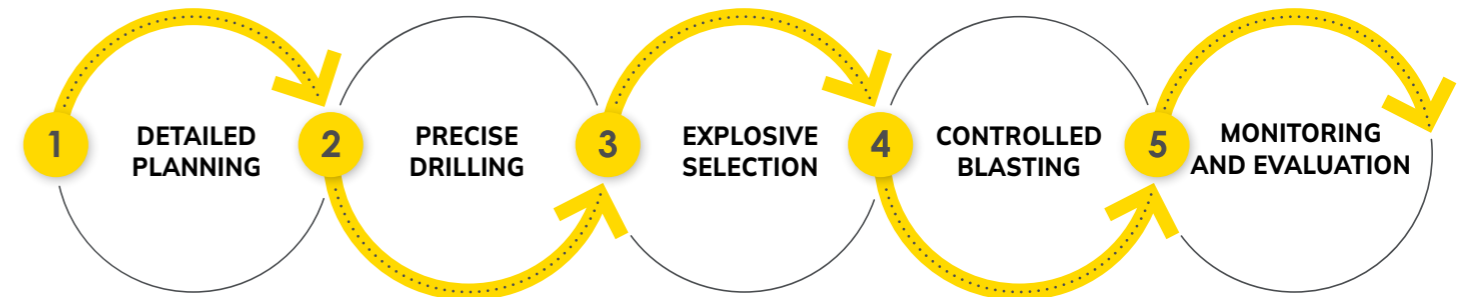 1
DETAILED
PLANNING
2
PRECISE
DRILLING
3
EXPLOSIVE
SELECTION
4
CONTROLLED
BLASTING
5
MONITORING
AND EVALUATION